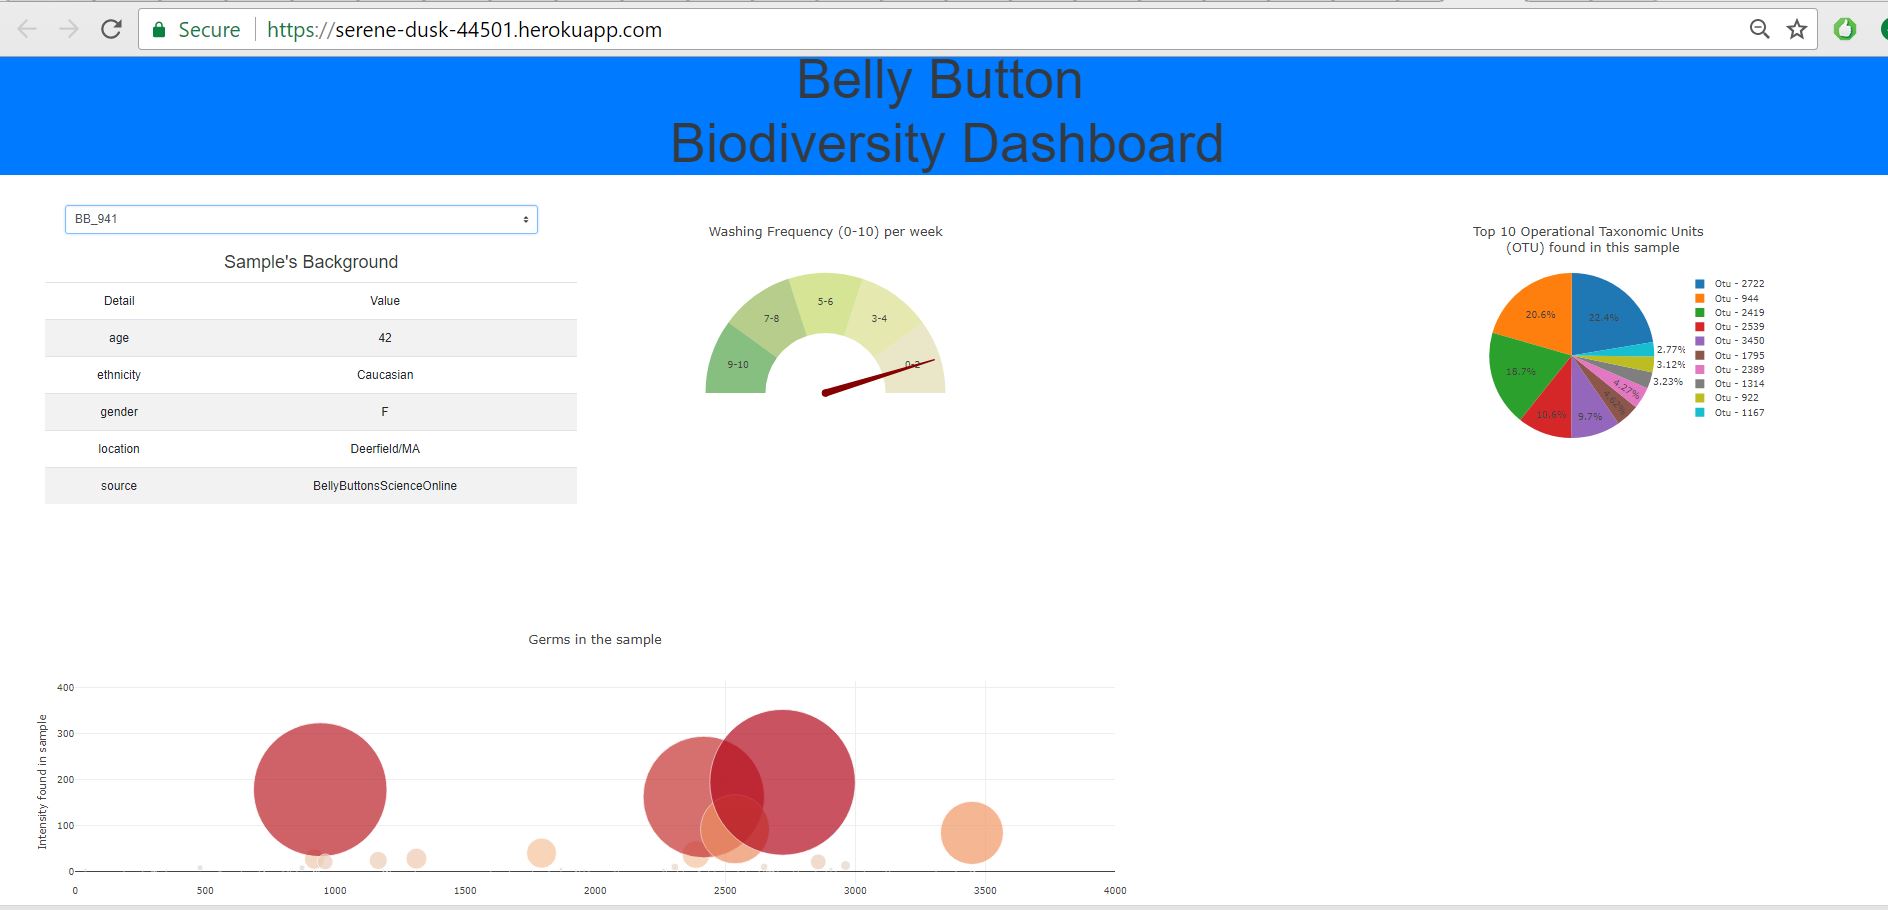 Secure https://serene-dusk-44501.herokuapp.com
Belly Button
Biodiversity Dashboard
BB_941
Sample's Background
Detail Value
age 42
ethnicity Caucasian
gender F
location Deerfield/MA
source BellyButtonsScienceOnline
Washing Frequency (0-10) per week
9-10
7-8
5-6
3-4
0-2
Top 10 Operational Taxonomic Units
(OTU) found in this sample
22.4%
20.6%
18.7%
10.6%
9.7%
4.62%
4.27%
3.23%
3.12%
2.77%
Otu - 2722
Otu - 944
Otu - 2419
Otu - 2539
Otu - 3450
Otu - 1795
Otu - 2389
Otu - 1314
Otu - 922
Otu - 1167
Germs in the sample
Intensity found in sample
400
300
200
100
0
0 500 1000 1500 2000 2500 3000 3500 4000